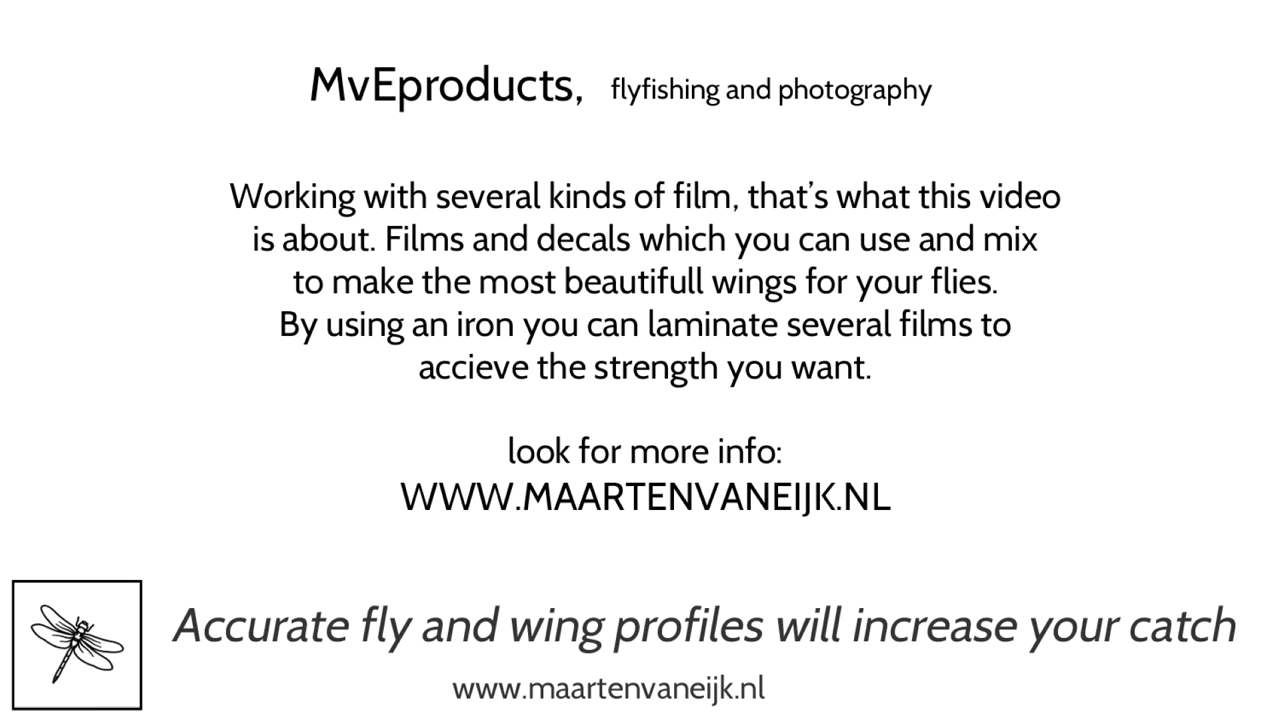 MvEproducts, flyfishing and photography
Working with several kinds of film, that’s what this video
is about. Films and decals which you can use and mix
to make the most beautifull wings for your flies.
By using an iron you can laminate several films to
accieve the strength you want.
look for more info:
WWW.MAARTENVANEIJK.NL
Accurate fly and wing profiles will increase your catch
www.maartenvaneijk.nl